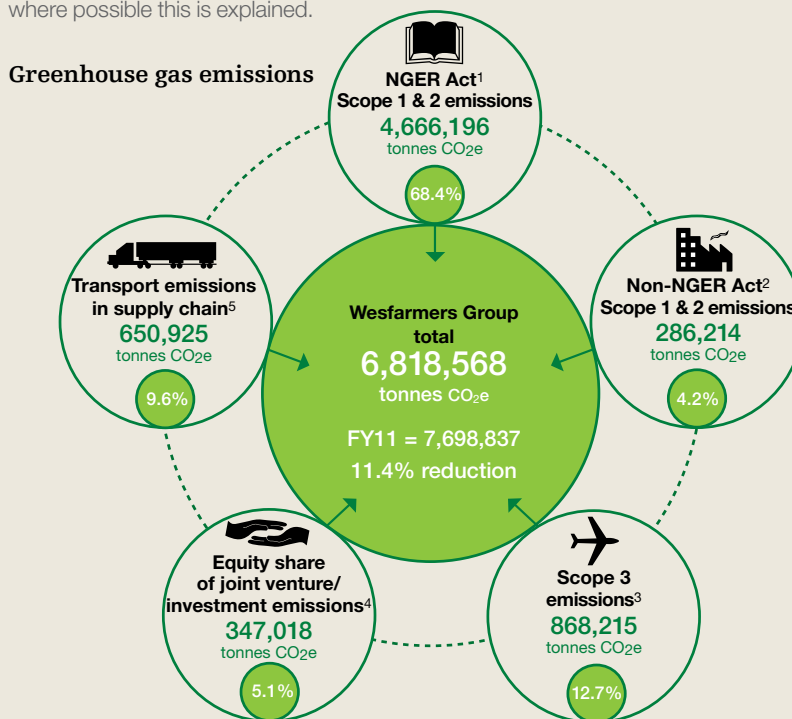 where possible this is explained.
Greenhouse gas emissions
NGER Act¹
Scope 1 & 2 emissions
4,666,196
tonnes CO₂e
68.4%
Non-NGER Act²
Scope 1 & 2 emissions
286,214
tonnes CO₂e
4.2%
Scope 3
emissions³
868,215
tonnes CO₂e
12.7%
Equity share
of joint venture/
investment emissions⁴
347,018
tonnes CO₂e
5.1%
Transport emissions
in supply chain⁵
650,925
tonnes CO₂e
9.6%
Wesfarmers Group
total
6,818,568
tonnes CO₂e
FY11 = 7,698,837
11.4% reduction